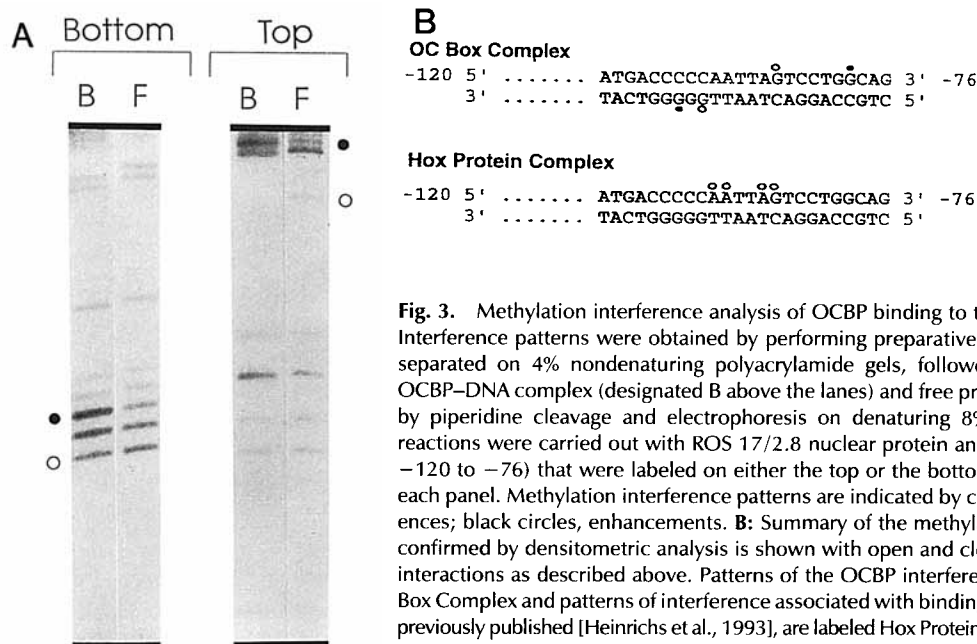 A
Bottom
Top
B F
B F
B
OC Box Complex
-120 5' ....... ATGACCCCCAATTAGTCCTGGCAG 3' -76
3' ....... TACTGGGGGTTAATCAGGACCGTC 5'
Hox Protein Complex
-120 5' ....... ATGACCCCCAATTAGTCCTGGCAG 3' -76
3' ....... TACTGGGGGTTAATCAGGACCGTC 5'
Fig. 3. Methylation interference analysis of OCBP binding to t
Interference patterns were obtained by performing preparative
separated on 4% nondenaturing polyacrylamide gels, followe
OCBP–DNA complex (designated B above the lanes) and free pr
by piperidine cleavage and electrophoresis on denaturing 8%
reactions were carried out with ROS 17/2.8 nuclear protein an
−120 to −76) that were labeled on either the top or the botto
each panel. Methylation interference patterns are indicated by c
ences; black circles, enhancements. B: Summary of the methyl
confirmed by densitometric analysis is shown with open and cl
interactions as described above. Patterns of the OCBP interfere
Box Complex and patterns of interference associated with bindin
previously published [Heinrichs et al., 1993], are labeled Hox Protein